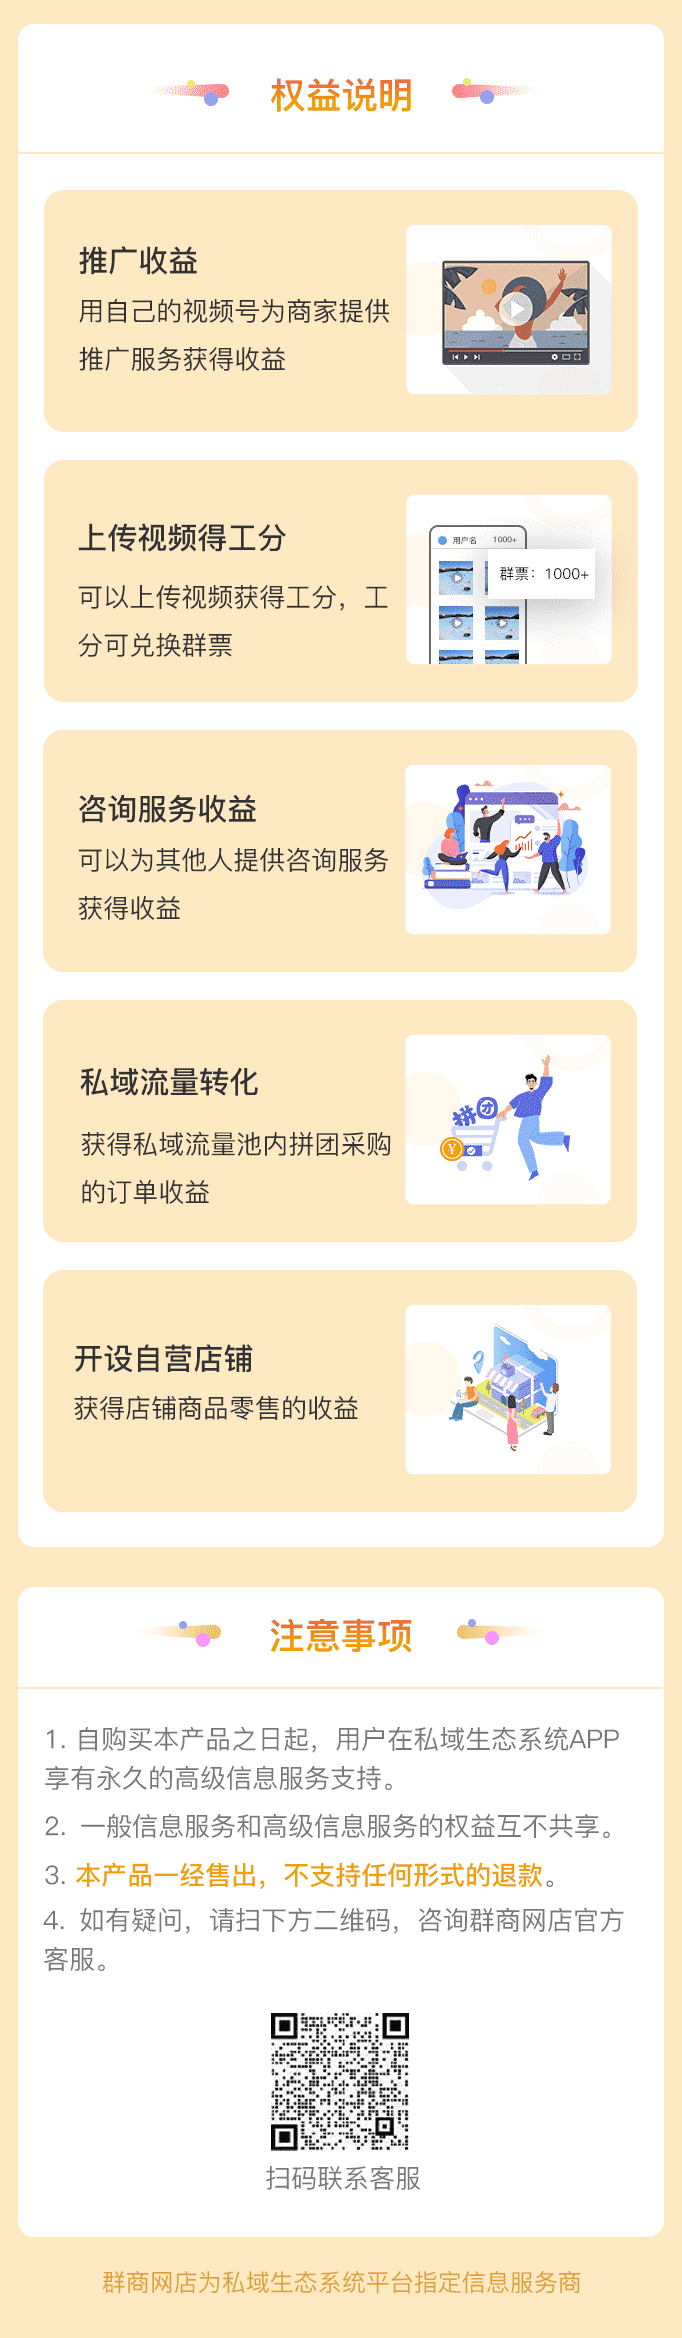 权益说明
推广收益
用自己的视频号为商家提供
推广服务获得收益
上传视频得工分
可以上传视频获得工分，工
分可兑换群票
用户名 1000+
群票：1000+
咨询服务收益
可以为其他人提供咨询服务
获得收益
私域流量转化
获得私域流量池内拼团采购
的订单收益
拼团
¥
开设自营店铺
获得店铺商品零售的收益
注意事项
1. 自购买本产品之日起，用户在私域生态系统APP
享有永久的高级信息服务支持。
2. 一般信息服务和高级信息服务的权益互不共享。
3. 本产品一经售出，不支持任何形式的退款。
4. 如有疑问，请扫下方二维码，咨询群商网店官方
客服。
扫码联系客服
群商网店为私域生态系统平台指定信息服务商